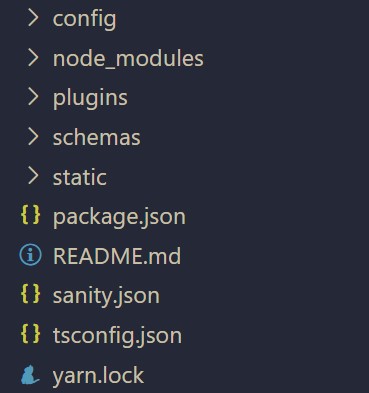 config
node_modules
plugins
schemas
static
package.json
README.md
sanity.json
tsconfig.json
yarn.lock